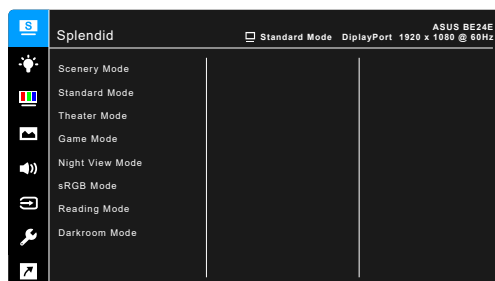 S
Splendid
ASUS BE24E
Standard Mode DiplayPort 1920 x 1080 @ 60Hz
Scenery Mode
Standard Mode
Theater Mode
Game Mode
Night View Mode
sRGB Mode
Reading Mode
Darkroom Mode